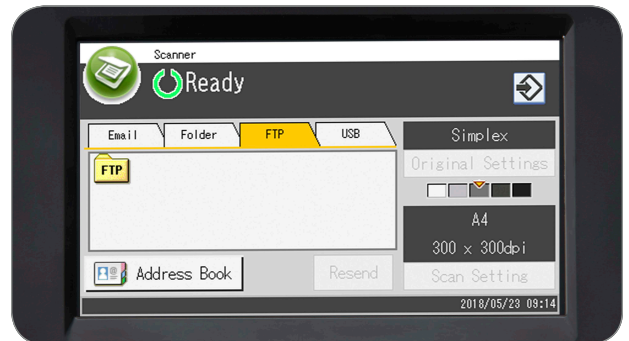 Scanner
Ready
Email Folder FTP USB
FTP
Address Book
Resend
Simplex
Original Settings
A4
300 x 300dpi
Scan Setting
2018/05/23 09:14